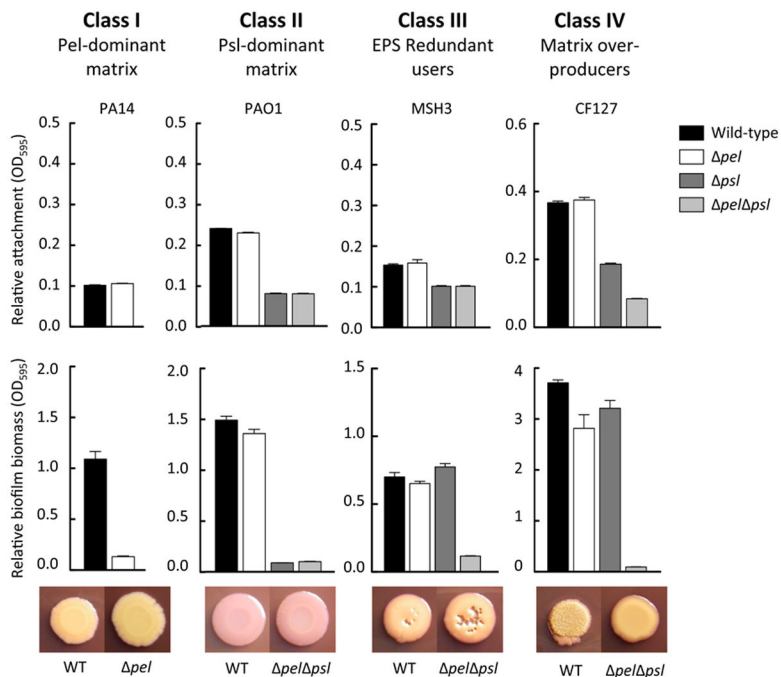 Class I
Pel-dominant
matrix
Class II
Psl-dominant
matrix
Class III
EPS Redundant
users
Class IV
Matrix over-
producers
PA14
PAO1
MSH3
CF127
Wild-type
Δpel
Δpsl
ΔpelΔpsl
Relative attachment (OD595)
0.5
0.4
0.3
0.2
0.1
0.0
0.5
0.4
0.3
0.2
0.1
0.0
0.5
0.4
0.3
0.2
0.1
0.0
0.6
0.4
0.2
0.0
Relative biofilm biomass (OD595)
2.0
1.5
1.0
0.5
0.0
2.0
1.5
1.0
0.5
0.0
1.5
1.0
0.5
0.0
4
3
2
1
0
WT
Δpel
WT
ΔpelΔpsl
WT
ΔpelΔpsl
WT
ΔpelΔpsl